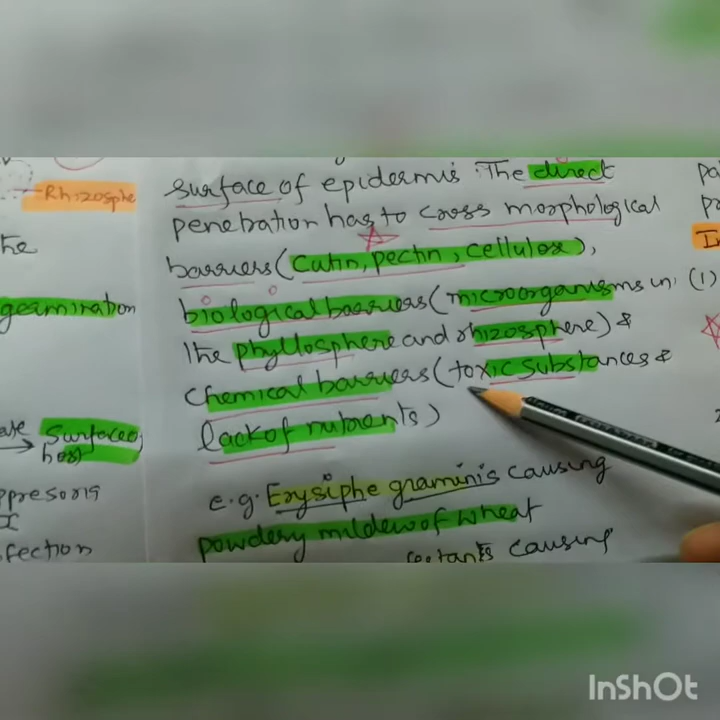 Rhizosphe
surface of epidermis. The direct
penetration has to cross morphological
barriers (cutin, pectin, cellulose),
biological barriers (microorganisms in
the phyllosphere and rhizosphere) &
chemical barriers (toxic substances &
lack of nutrients)
e.g. Erysiphe graminis causing
powdery mildew of wheat
causing
the
germination
surface
host
ppresoria
fection
(1)
InShOt